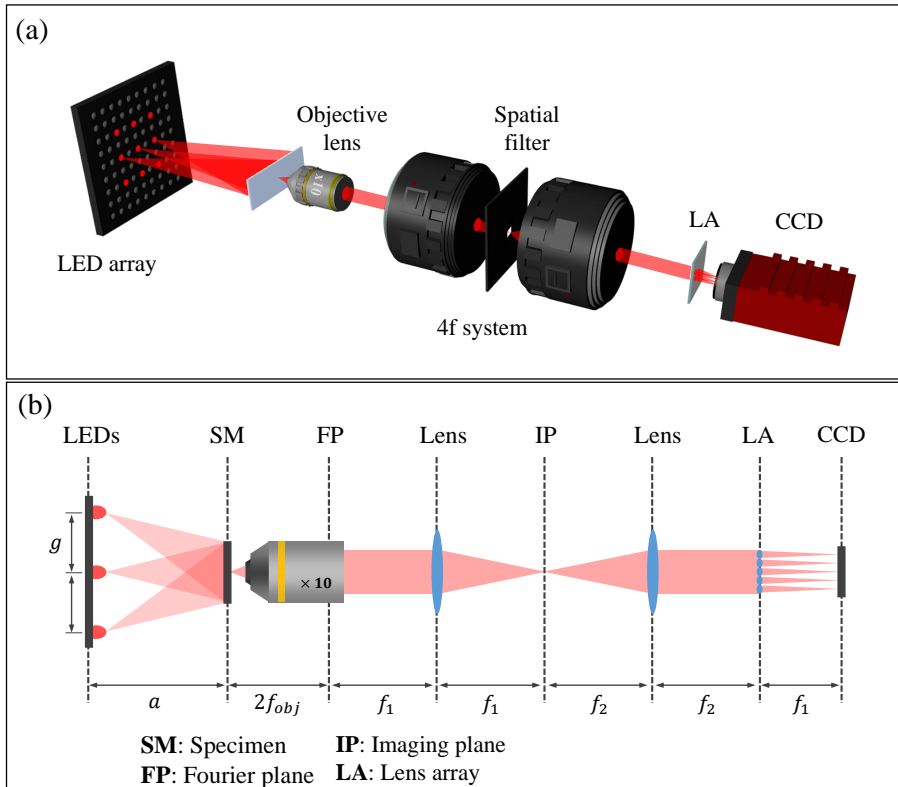 (a)
Objective
lens
Spatial
filter
×10
LA
CCD
LED array
4f system
(b)
LEDs SM FP Lens IP Lens LA CCD
g
× 10
a 2f_obj f_1 f_1 f_2 f_2 f_1
SM: Specimen IP: Imaging plane
FP: Fourier plane LA: Lens array